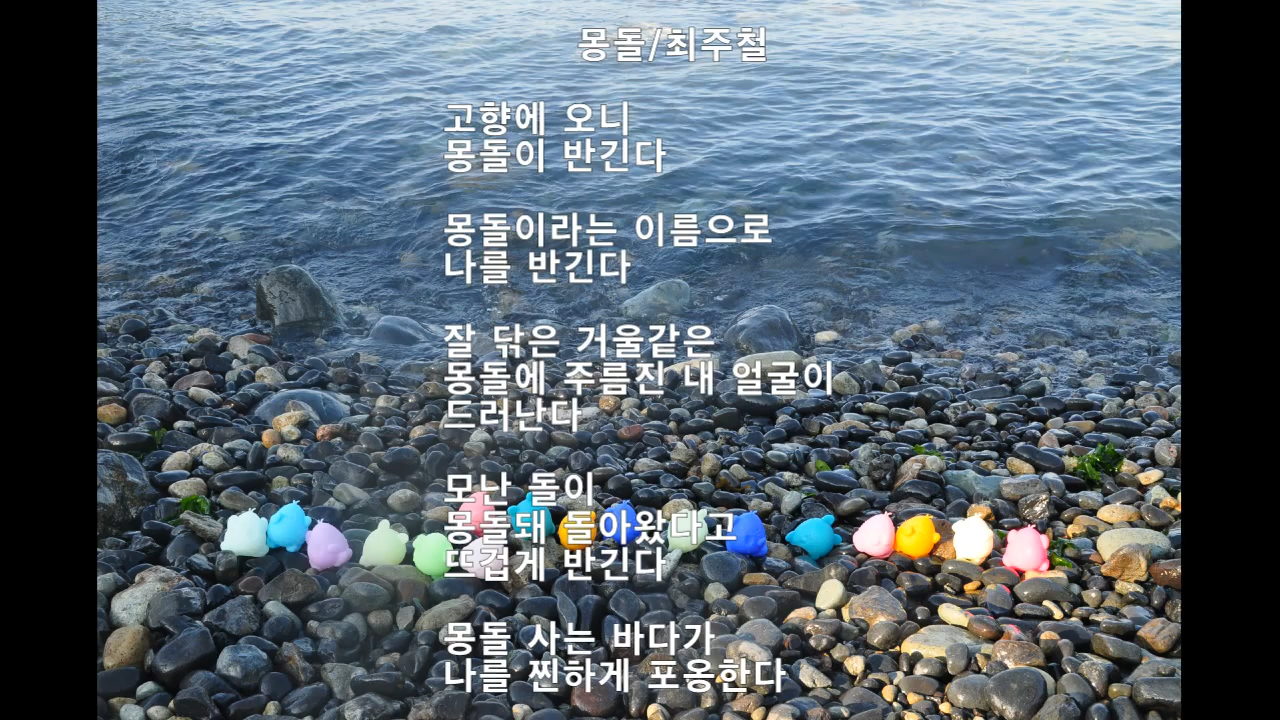 몽돌/최주철
고향에 오니
몽돌이 반긴다
몽돌이라는 이름으로
나를 반긴다
잘 닦은 거울같은
몽돌에 주름진 내 얼굴이
드러난다
모난 돌이
몽돌돼 돌아왔다고
뜨겁게 반긴다
몽돌 사는 바다가
나를 찐하게 포옹한다